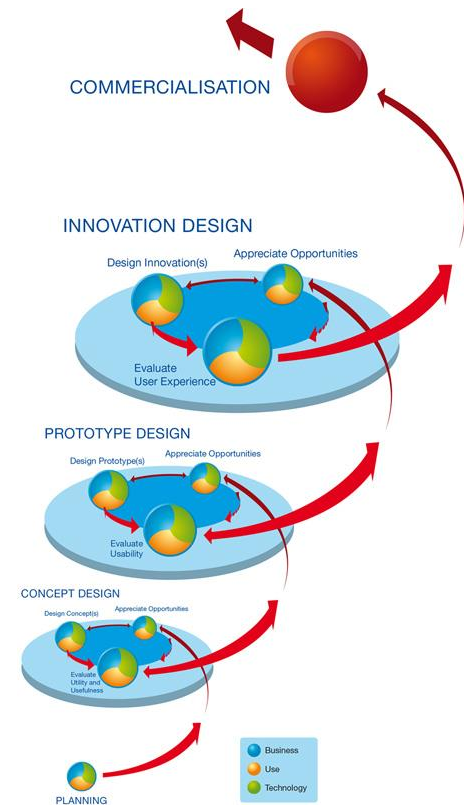 COMMERCIALISATION
INNOVATION DESIGN
Design Innovation(s)
Appreciate Opportunities
Evaluate
User Experience
PROTOTYPE DESIGN
Design Prototype(s)
Appreciate Opportunities
Evaluate
Usability
CONCEPT DESIGN
Design Concept(s)
Appreciate Opportunities
Evaluate
Utility and
Usefulness
PLANNING
Business
Use
Technology